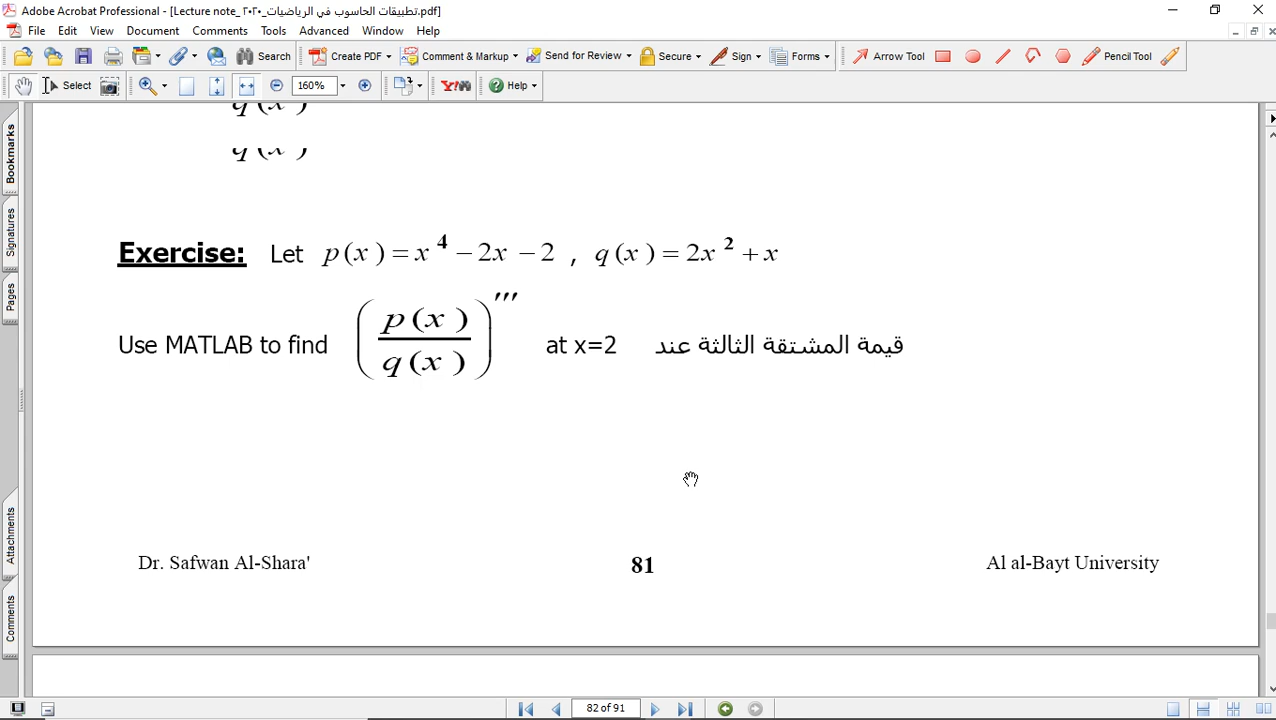 Adobe Acrobat Professional - [Lecture note_ ٢٠٢٠_تطبيقات الحاسوب في الرياضيات.pdf]
File Edit View Document Comments Tools Advanced Window Help
Search Create PDF Comment & Markup Send for Review Secure Sign Forms Arrow Tool Pencil Tool
Select 160% Y! Help
Bookmarks
Signatures
Pages
Attachments
Comments
q(x)
q(x)
Exercise: Let p(x) = x⁴ − 2x − 2 , q(x) = 2x² + x
Use MATLAB to find (p(x)/q(x))''' at x=2 قيمة المشتقة الثالثة عند
Dr. Safwan Al-Shara' 81 Al al-Bayt University
82 of 91